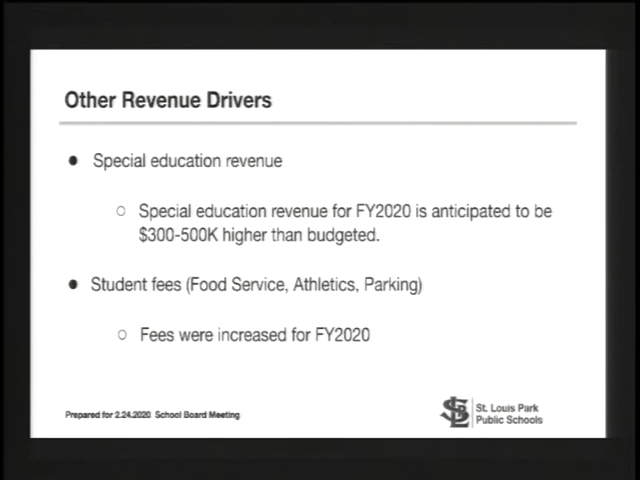 Other Revenue Drivers
● Special education revenue
○ Special education revenue for FY2020 is anticipated to be
$300-500K higher than budgeted.
● Student fees (Food Service, Athletics, Parking)
○ Fees were increased for FY2020
Prepared for 2.24.2020 School Board Meeting
SLP St. Louis Park
Public Schools